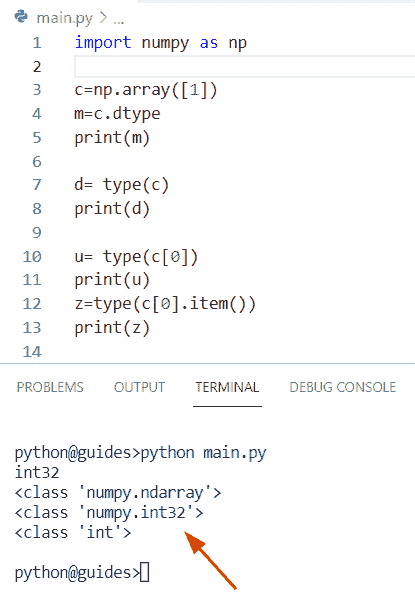 main.py > ...
1 import numpy as np
2
3 c=np.array([1])
4 m=c.dtype
5 print(m)
6
7 d= type(c)
8 print(d)
9
10 u= type(c[0])
11 print(u)
12 z=type(c[0].item())
13 print(z)
14
PROBLEMS OUTPUT TERMINAL DEBUG CONSOLE
python@guides>python main.py
int32
<class 'numpy.ndarray'>
<class 'numpy.int32'>
<class 'int'>
python@guides>